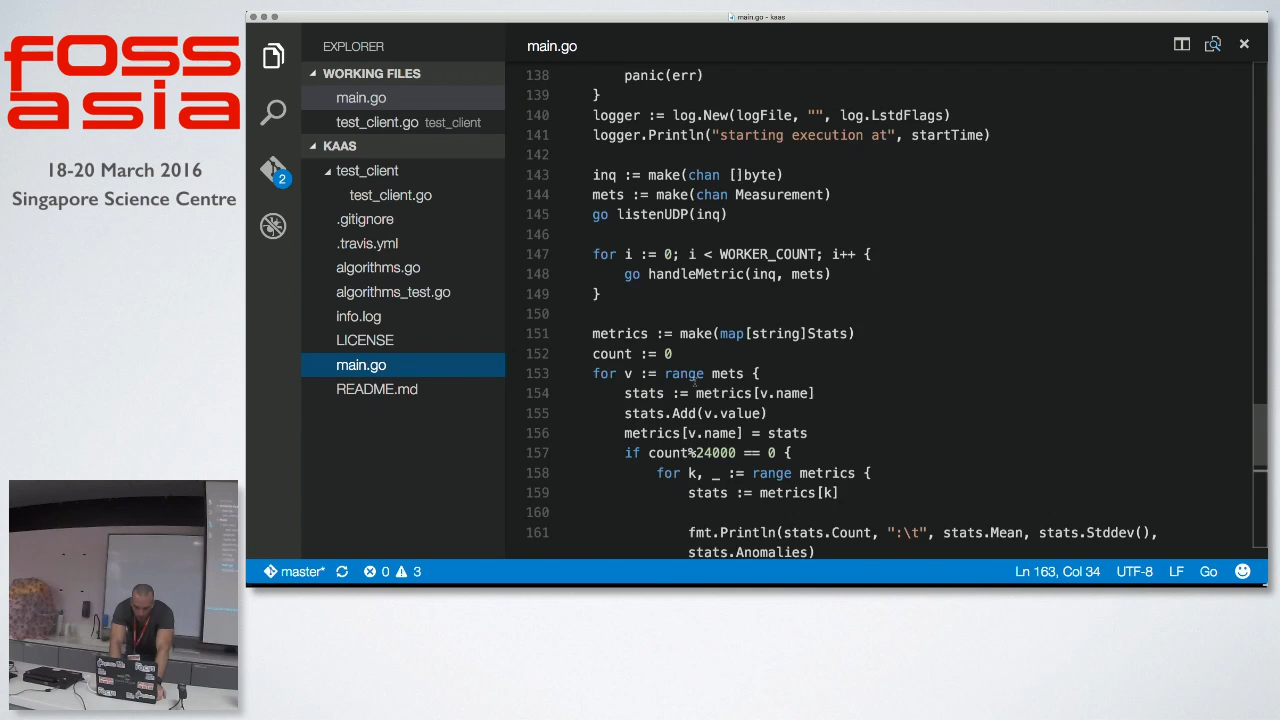 foss
asia
18-20 March 2016
Singapore Science Centre
main.go - kaas
EXPLORER
WORKING FILES
main.go
test_client.go test_client
KAAS
test_client
test_client.go
.gitignore
.travis.yml
algorithms.go
algorithms_test.go
info.log
LICENSE
main.go
README.md
2
main.go
138 panic(err)
139 }
140 logger := log.New(logFile, "", log.LstdFlags)
141 logger.Println("starting execution at", startTime)
142
143 inq := make(chan []byte)
144 mets := make(chan Measurement)
145 go listenUDP(inq)
146
147 for i := 0; i < WORKER_COUNT; i++ {
148 go handleMetric(inq, mets)
149 }
150
151 metrics := make(map[string]Stats)
152 count := 0
153 for v := range mets {
154 stats := metrics[v.name]
155 stats.Add(v.value)
156 metrics[v.name] = stats
157 if count%24000 == 0 {
158 for k, _ := range metrics {
159 stats := metrics[k]
160
161 fmt.Println(stats.Count, ":\t", stats.Mean, stats.Stddev(),
stats.Anomalies)
master* 0 3 Ln 163, Col 34 UTF-8 LF Go